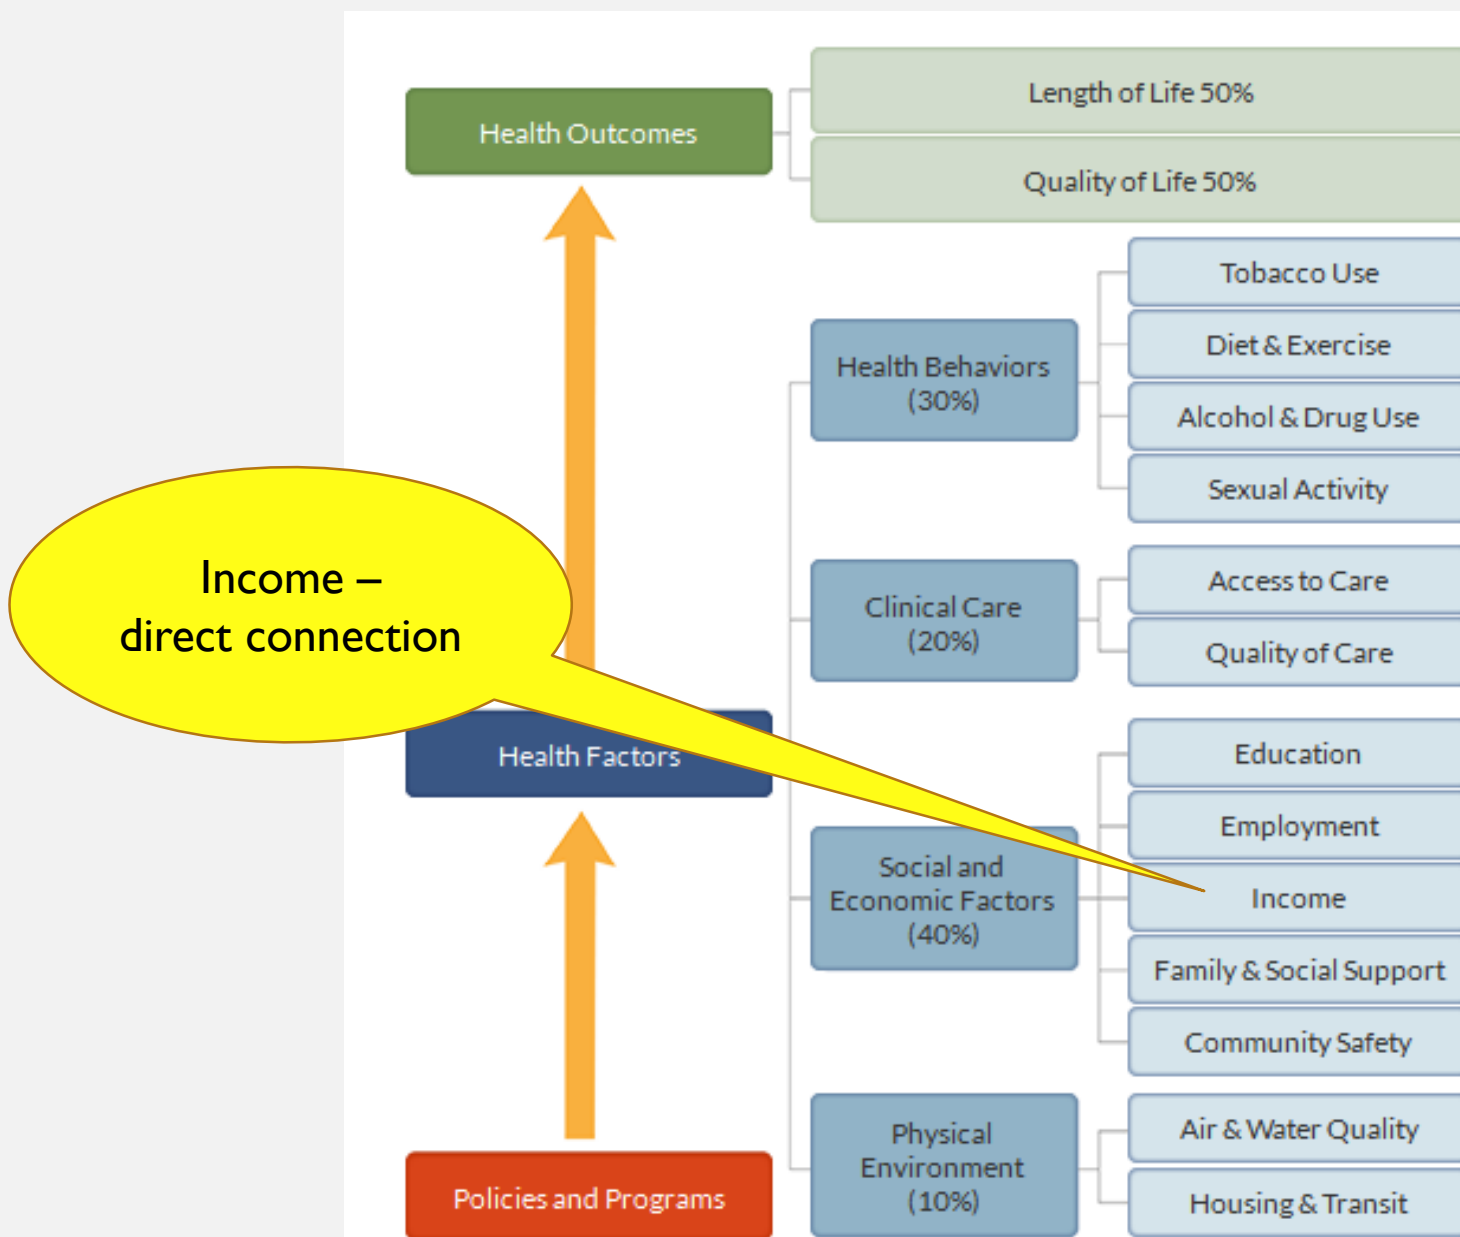 Health Outcomes
Length of Life 50%
Quality of Life 50%
Health Behaviors
(30%)
Tobacco Use
Diet & Exercise
Alcohol & Drug Use
Sexual Activity
Income –
direct connection
Clinical Care
(20%)
Access to Care
Quality of Care
Health Factors
Social and
Economic Factors
(40%)
Education
Employment
Income
Family & Social Support
Community Safety
Policies and Programs
Physical
Environment
(10%)
Air & Water Quality
Housing & Transit